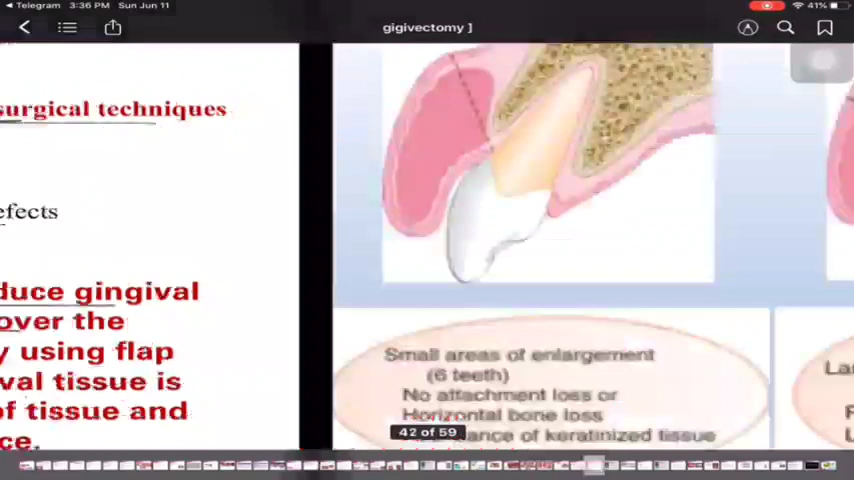 Telegram 3:36 PM Sun Jun 11
41%
gigivectomy ]
surgical techniques
efects
duce gingival
over the
y using flap
val tissue is
of tissue and
ce.
Small areas of enlargement
(6 teeth)
No attachment loss or
Horizontal bone loss
ance of keratinized tissue
42 of 59
La